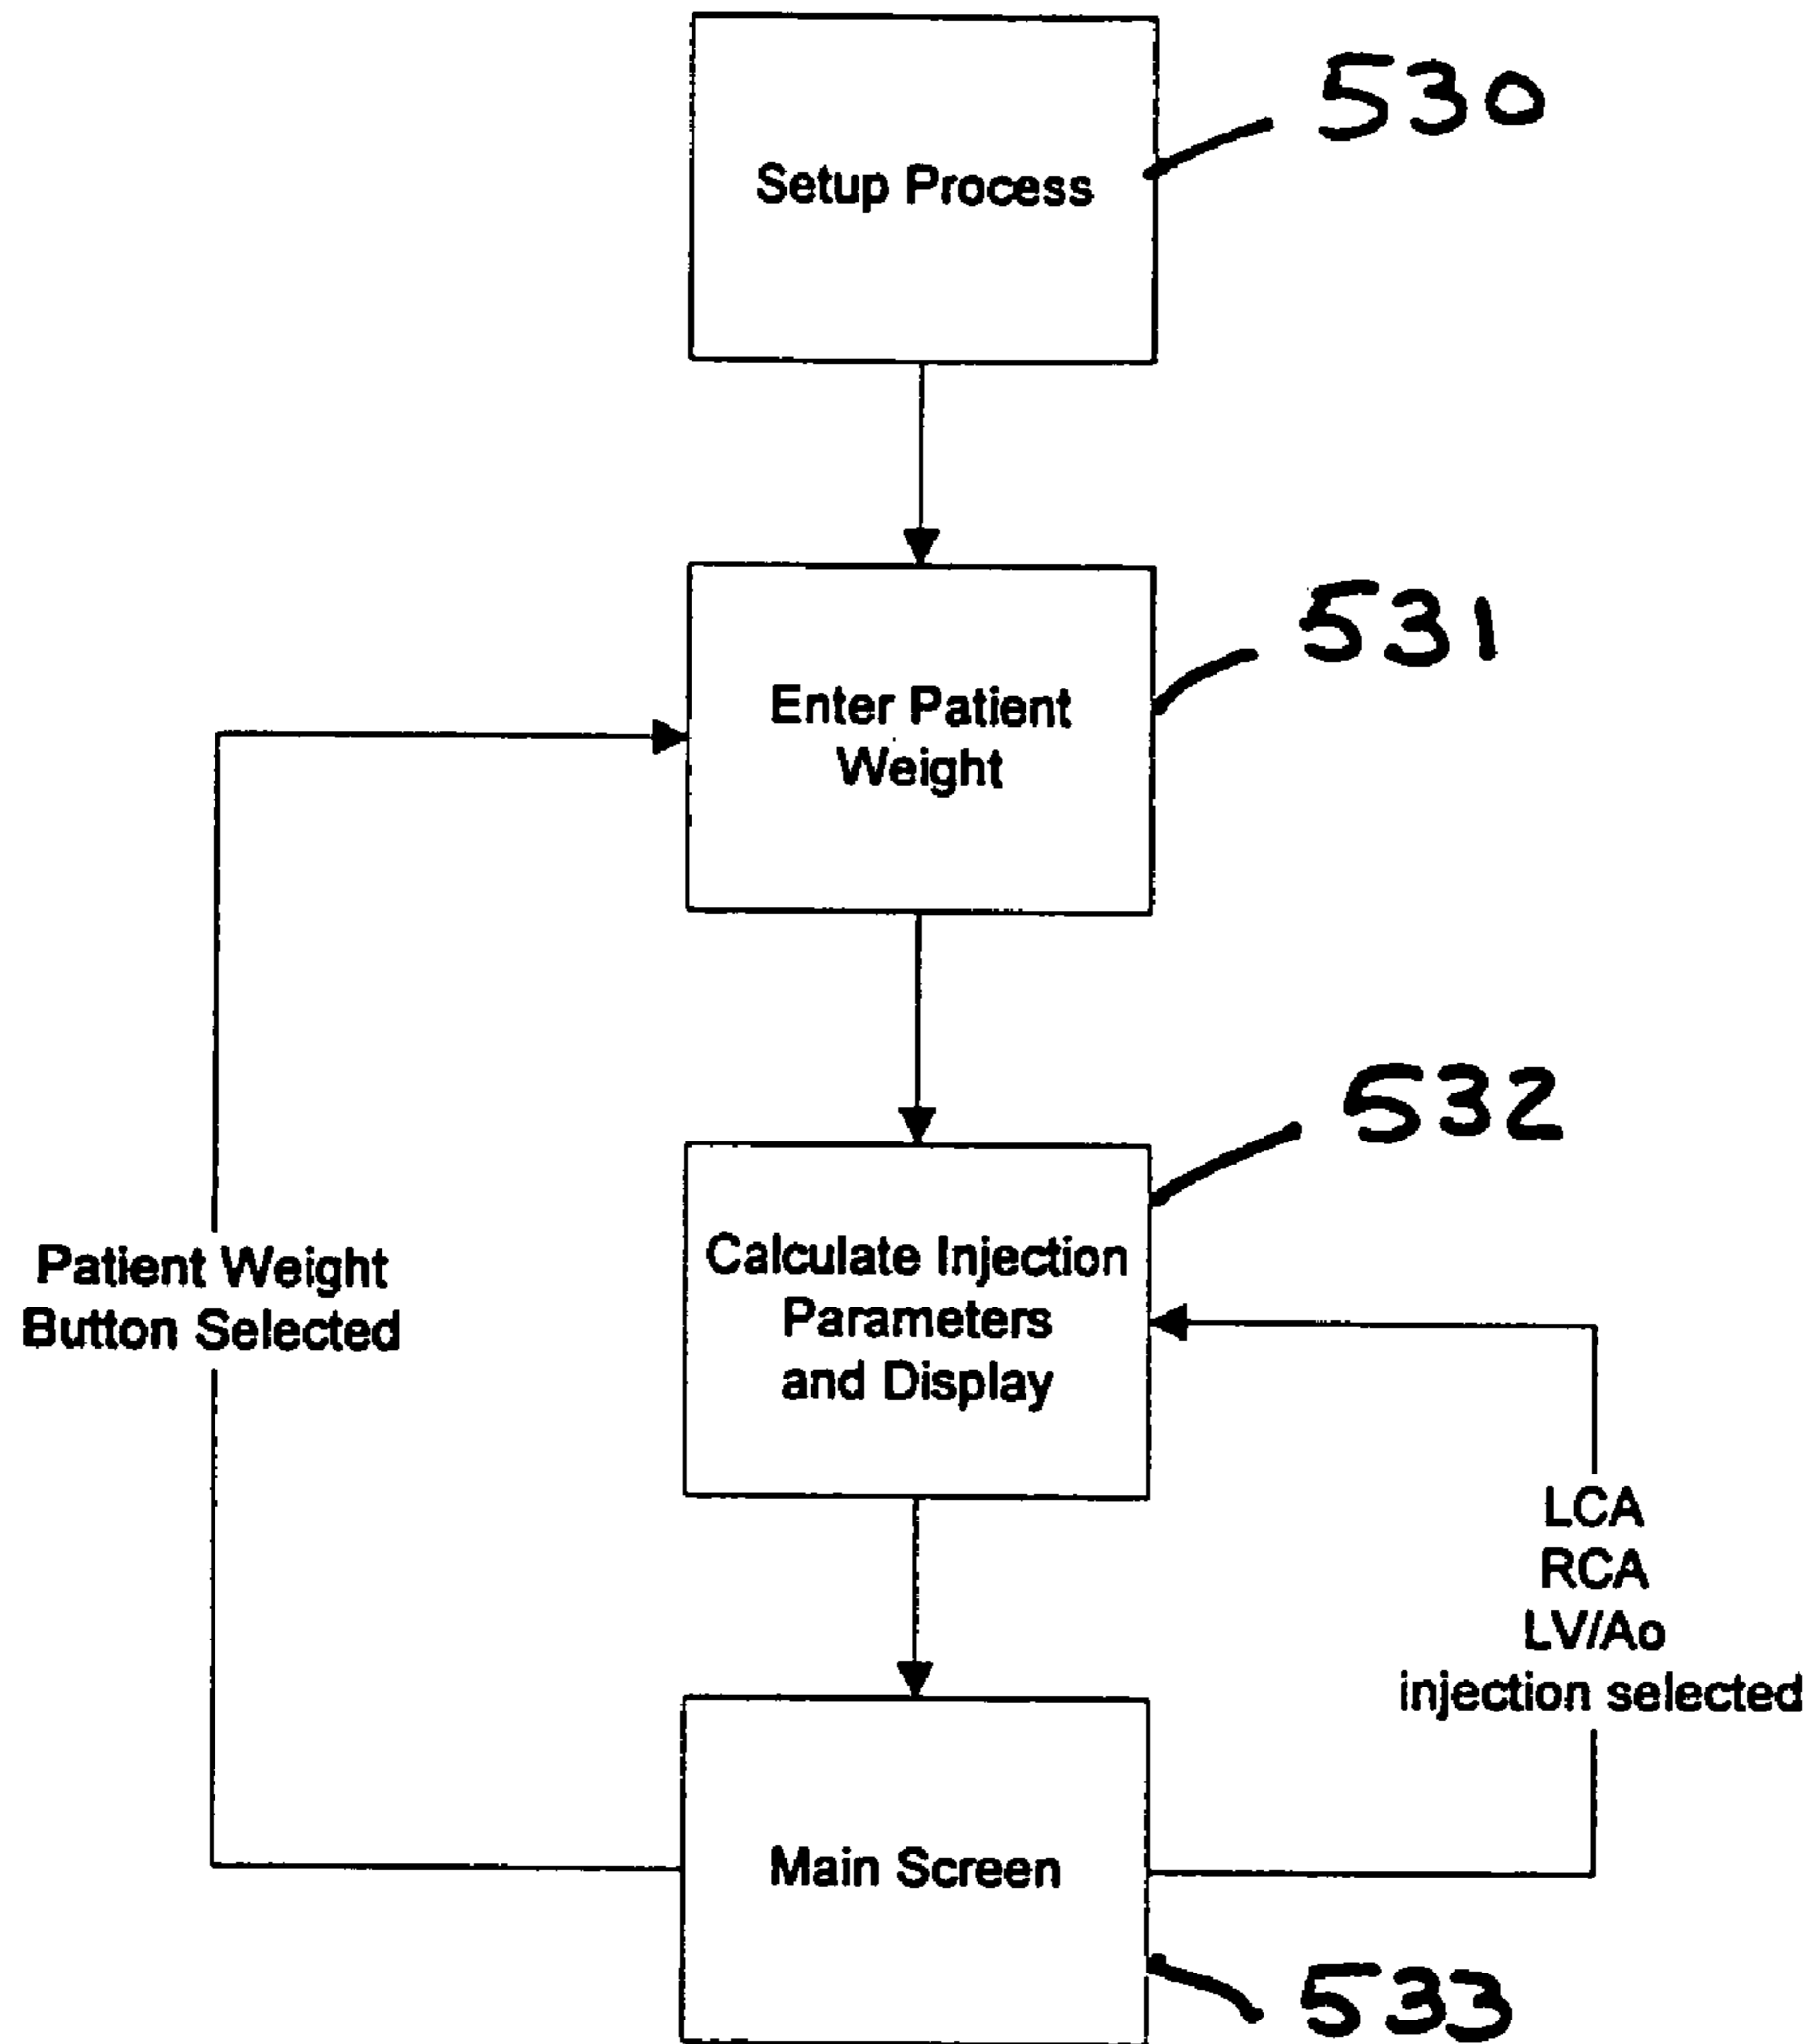 Setup Process
530
Enter Patient
Weight
531
Calculate Injection
Parameters
and Display
532
Patient Weight
Button Selected
LCA
RCA
LV/Ao
injection selected
Main Screen
533